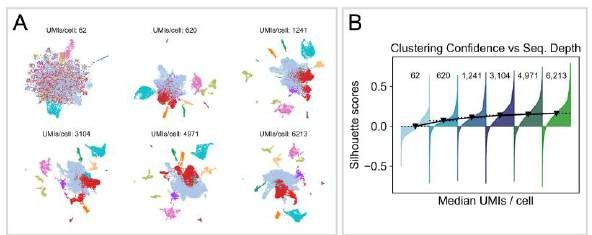 A
UMIs/cell: 62
UMIs/cell: 620
UMIs/cell: 1241
UMIs/cell: 3104
UMIs/cell: 4971
UMIs/cell: 6213
B
Clustering Confidence vs Seq. Depth
62 620 1,241 3,104 4,971 6,213
0.5
0.0
−0.5
Silhouette scores
Median UMIs / cell